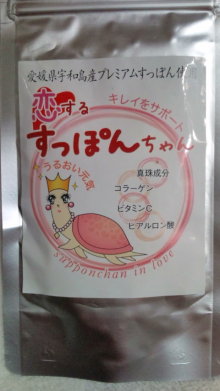 愛媛県宇和島産プレミアムすっぽん使用
恋する
キレイをサポート
すっぽんちゃん
うるおい元気
真珠成分
コラーゲン
ビタミンC
ヒアルロン酸
supponchan in love